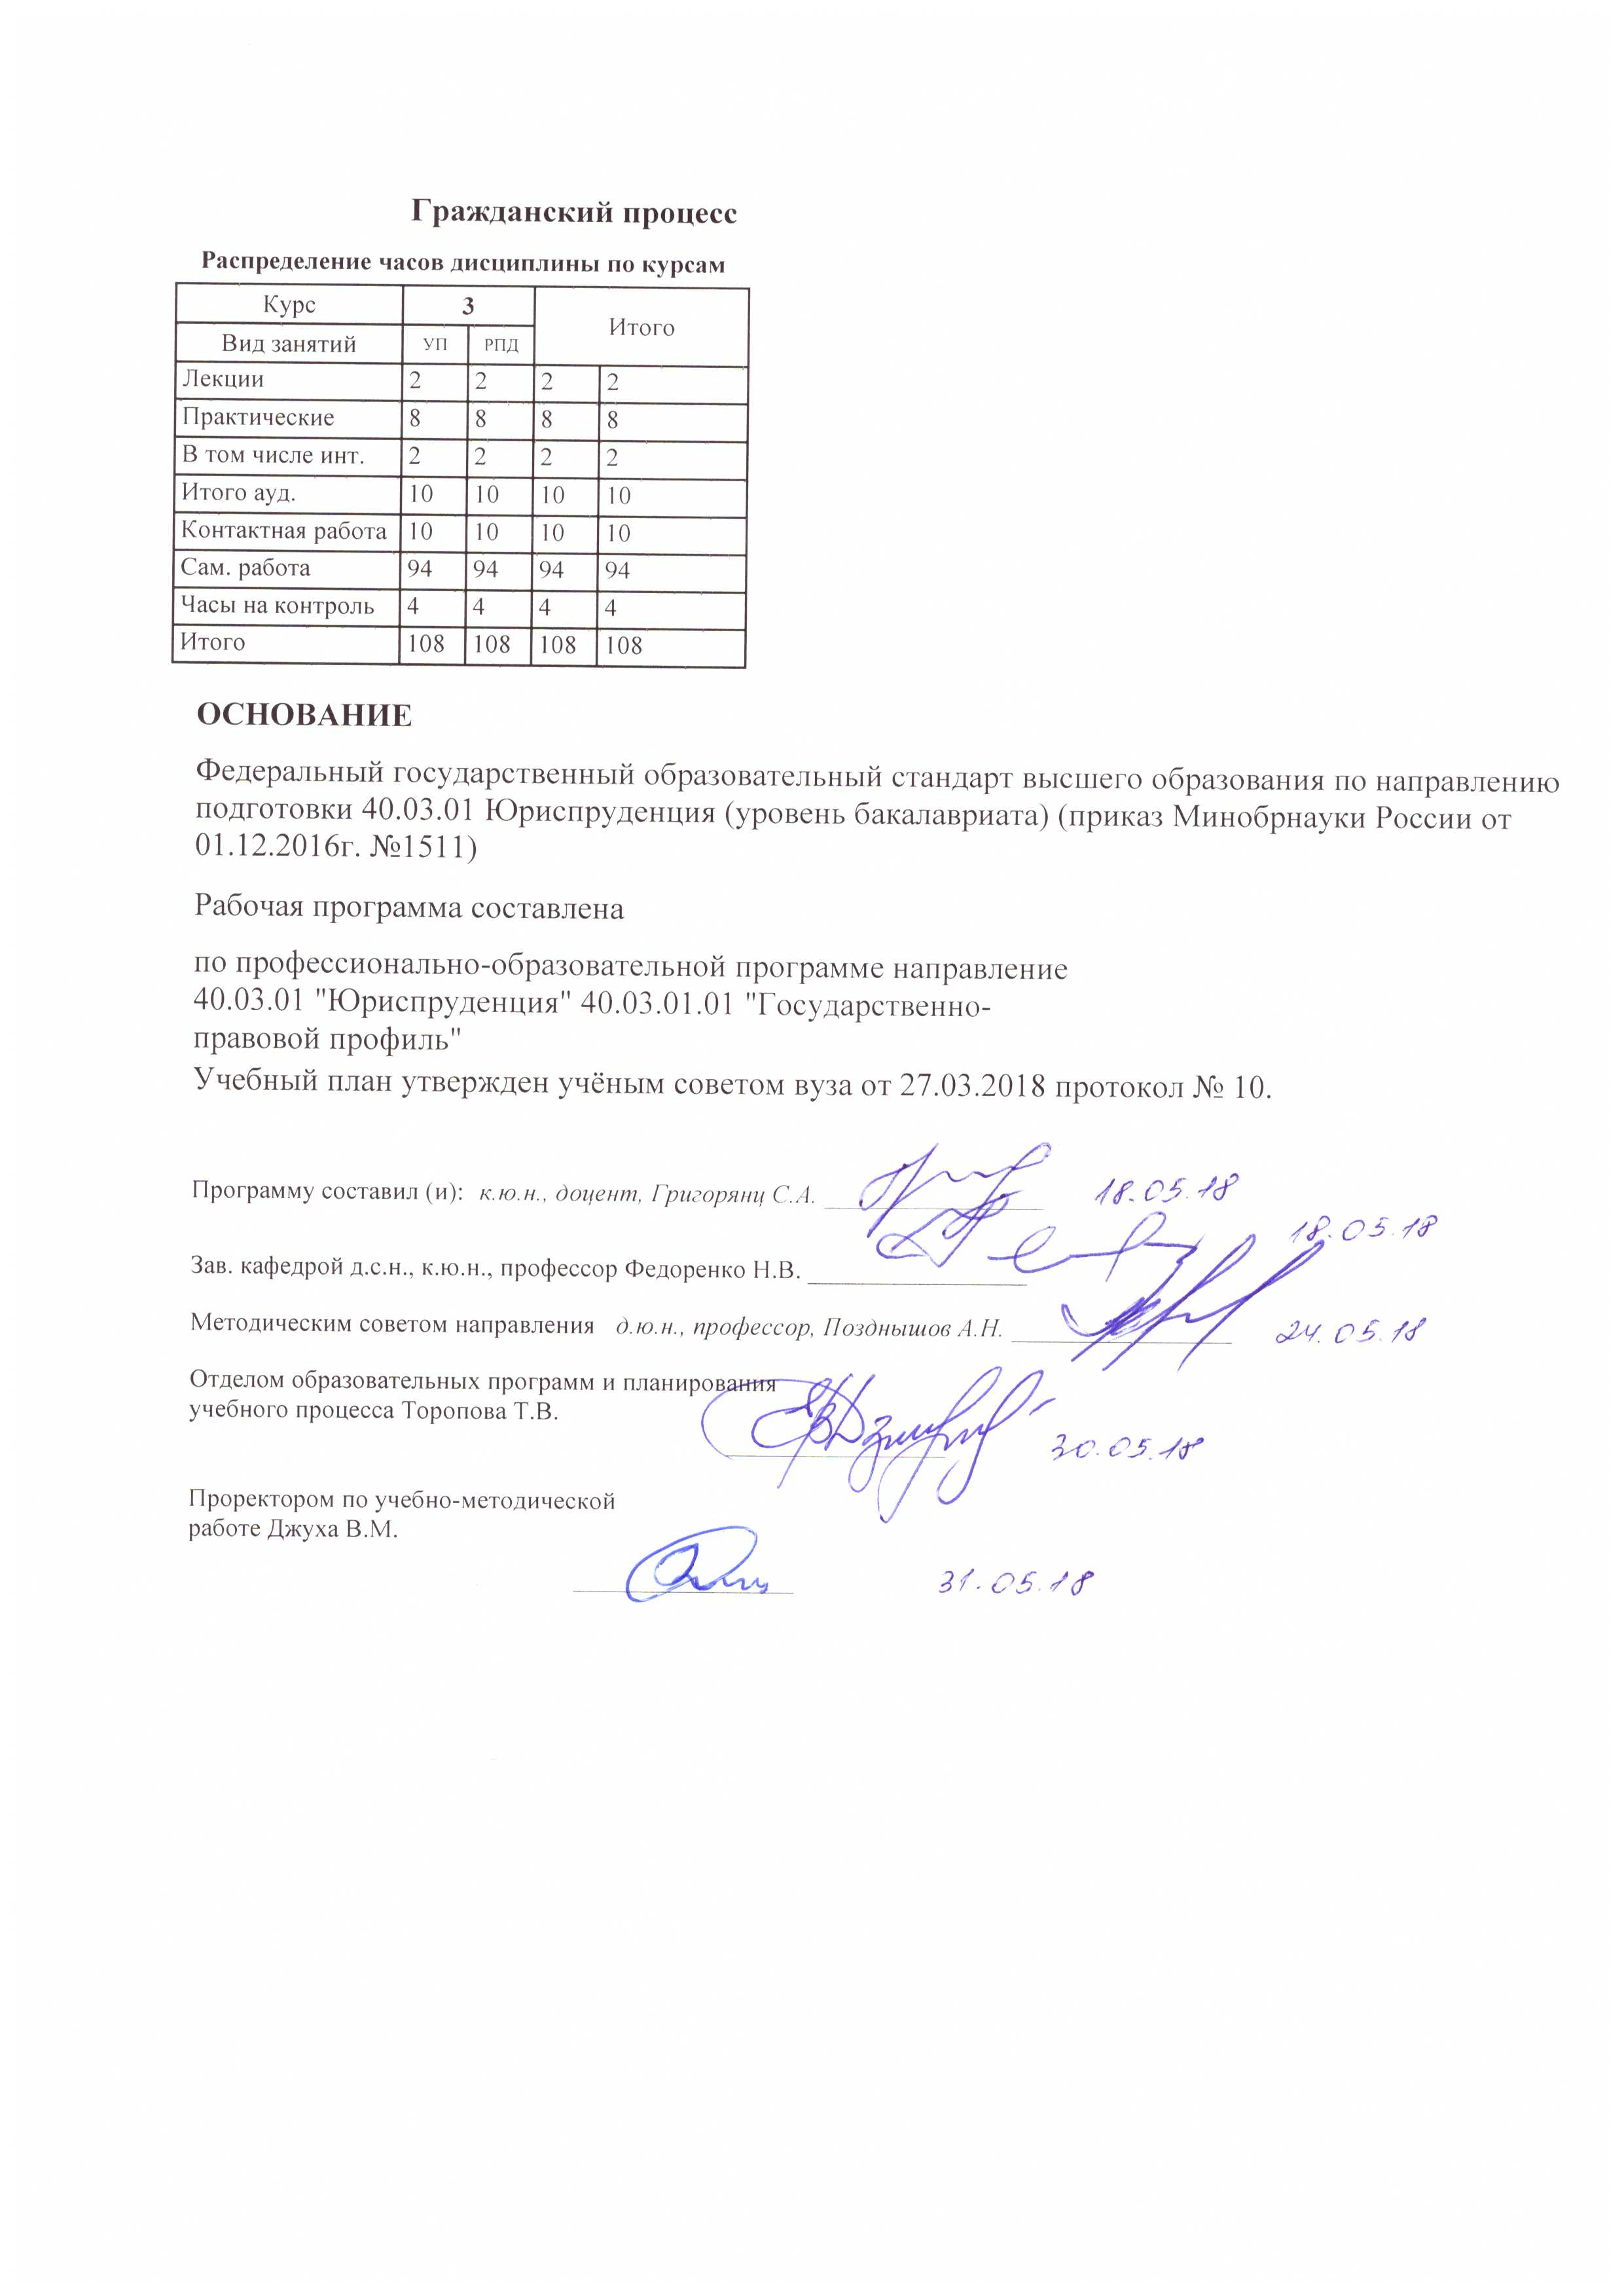 Гражданский процесс
Распределение часов дисциплины по курсам
Курс 3 Итого
Вид занятий УП РПД
Лекции 2 2 2 2
Практические 8 8 8 8
В том числе инт. 2 2 2 2
Итого ауд. 10 10 10 10
Контактная работа 10 10 10 10
Сам. работа 94 94 94 94
Часы на контроль 4 4 4 4
Итого 108 108 108 108
ОСНОВАНИЕ
Федеральный государственный образовательный стандарт высшего образования по направлению
подготовки 40.03.01 Юриспруденция (уровень бакалавриата) (приказ Минобрнауки России от
01.12.2016г. №1511)
Рабочая программа составлена
по профессионально-образовательной программе направление
40.03.01 "Юриспруденция" 40.03.01.01 "Государственно-
правовой профиль"
Учебный план утвержден учёным советом вуза от 27.03.2018 протокол № 10.
Программу составил (и): к.ю.н., доцент, Григорянц С.А. 18.05.18
18.05.18
Зав. кафедрой д.с.н., к.ю.н., профессор Федоренко Н.В.
Методическим советом направления д.ю.н., профессор, Позднышов А.Н. 24.05.18
Отделом образовательных программ и планирования
учебного процесса Торопова Т.В.
30.05.18
Проректором по учебно-методической
работе Джуха В.М.
31.05.18